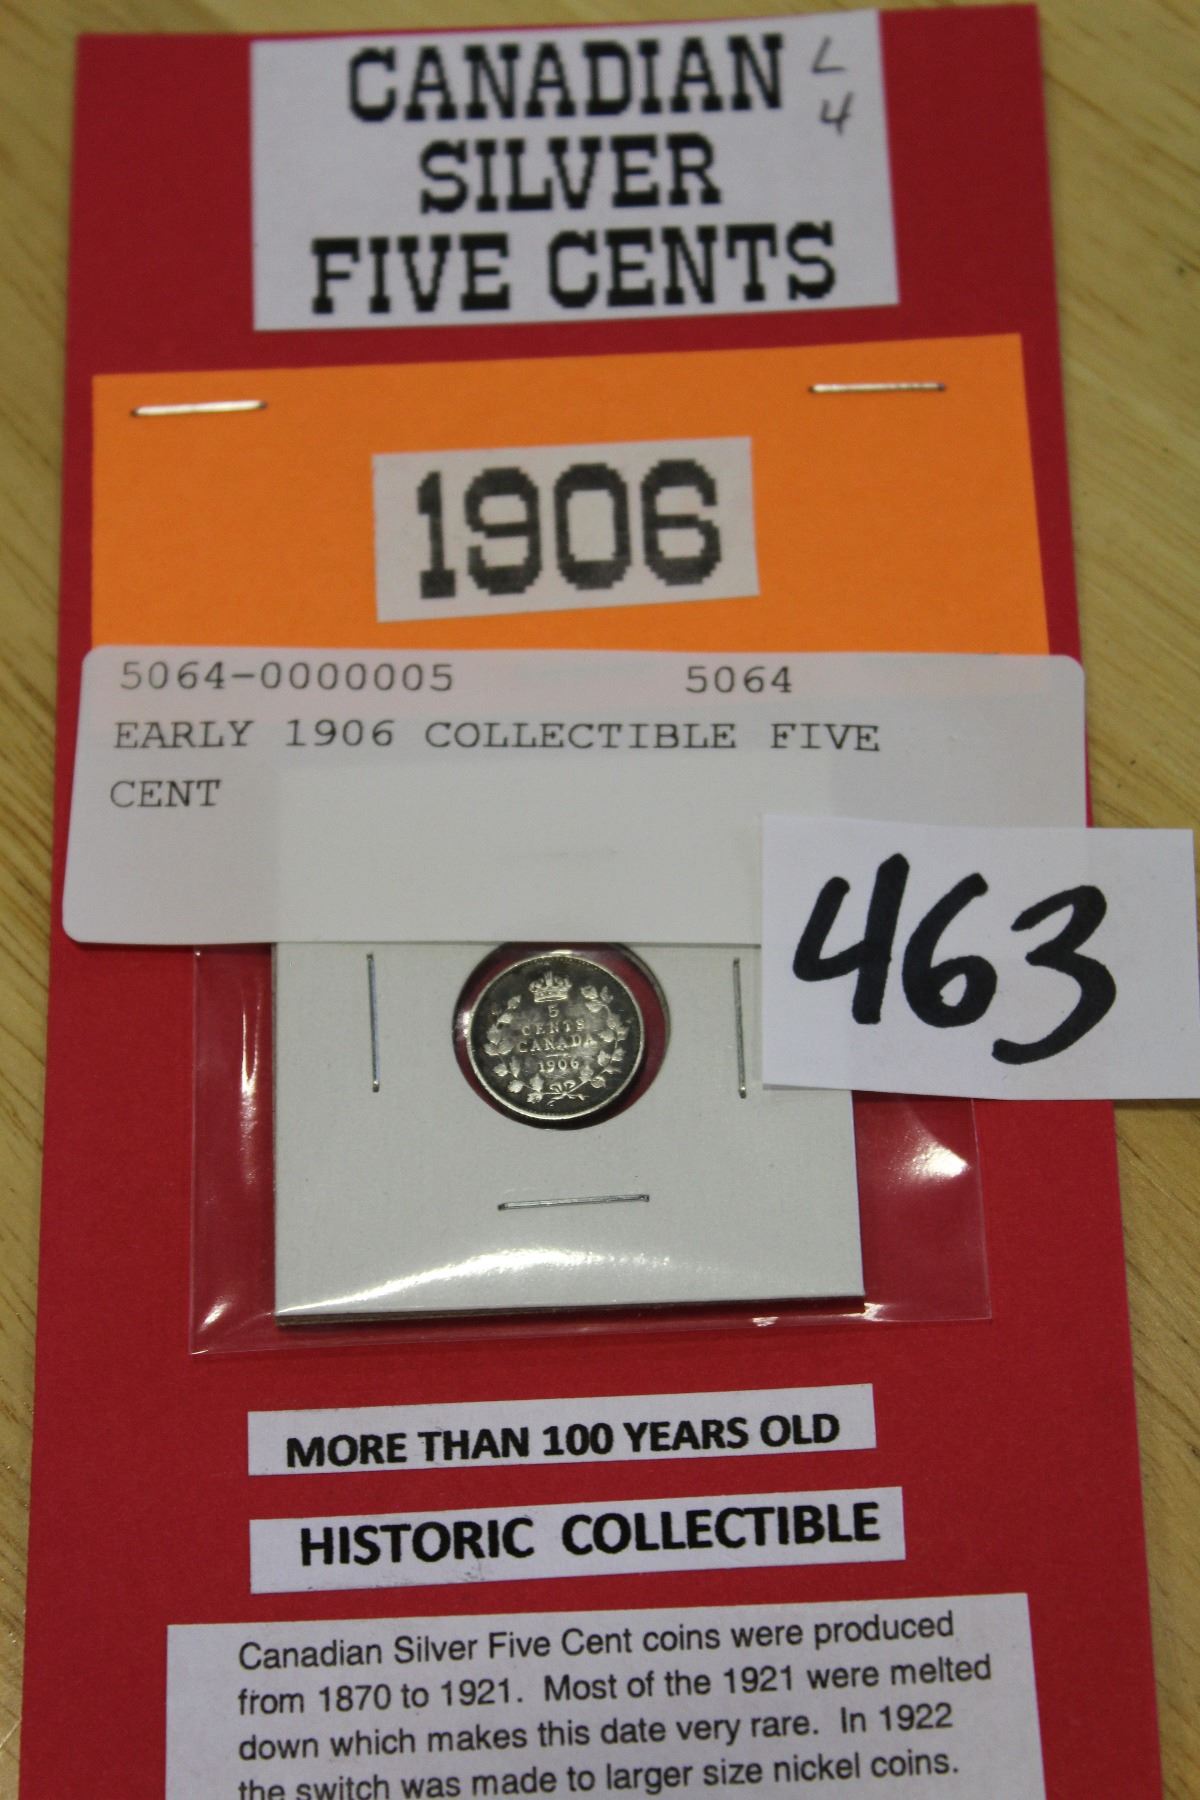 CANADIAN
SILVER
FIVE CENTS
L
4
1906
5064-0000005 5064
EARLY 1906 COLLECTIBLE FIVE
CENT
463
5
CENTS
CANADA
1906
MORE THAN 100 YEARS OLD
HISTORIC COLLECTIBLE
Canadian Silver Five Cent coins were produced
from 1870 to 1921. Most of the 1921 were melted
down which makes this date very rare. In 1922
the switch was made to larger size nickel coins.